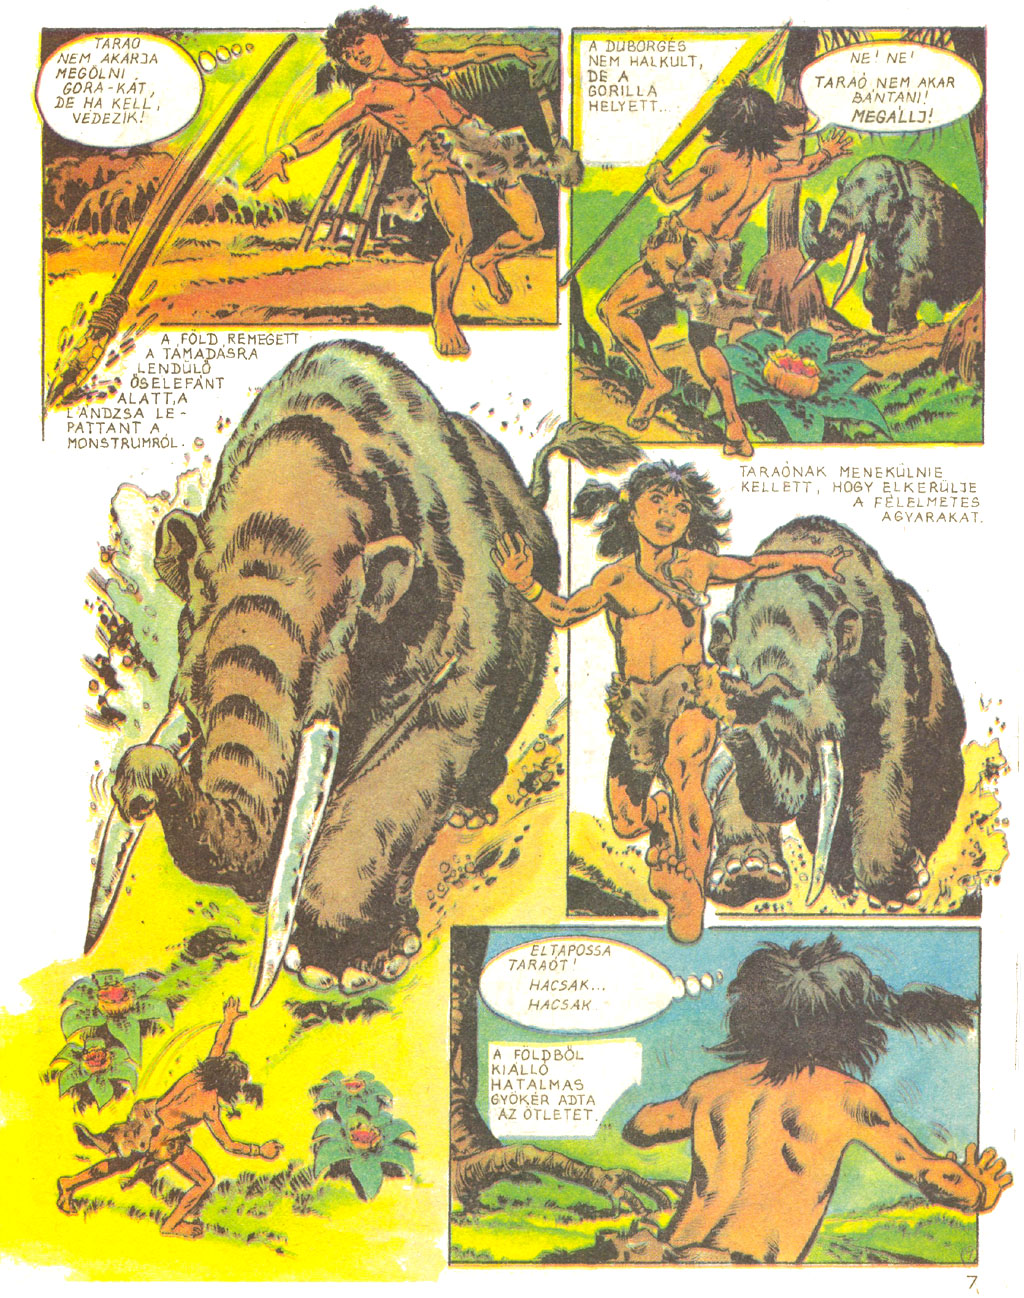 TARAÓ
NEM AKARJA
MEGÖLNI
GORA-KÁT,
DE HA KELL,
VÉDEZIK!
A DÜBÖRGÉS
NEM HALKULT,
DE A
GORILLA
HELYETT...
NE! NE!
TARAÓ NEM AKAR
BÁNTANI!
MEGÁLLJ!
A FÖLD REMEGETT
A TÁMADÁSRA
LENDÜLŐ
ŐSELEFÁNT
ALATT, A
LÁNDZSA LE-
PATTANT A
MONSTRUMRÓL.
TARAÓNAK MENEKÜLNIE
KELLETT, HOGY ELKERÜLJE
A FÉLELMETES
AGYARAKAT.
ELTAPOSSA
TARAÓT!
HACSAK...
HACSAK
A FÖLDBŐL
KIÁLLÓ
HATALMAS
GYÖKÉR ADTA
AZ ÖTLETET.
7